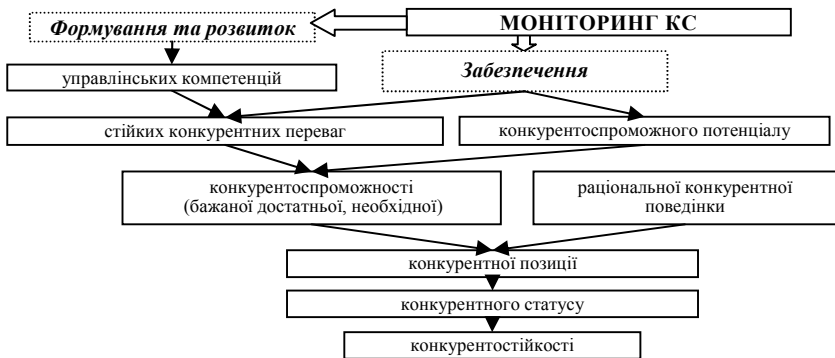 Формування та розвиток
МОНІТОРИНГ КС
управлінських компетенцій
Забезпечення
стійких конкурентних переваг
конкурентоспроможного потенціалу
конкурентоспроможності
(бажаної достатньої, необхідної)
раціональної конкурентної
поведінки
конкурентної позиції
конкурентного статусу
конкурентостійкості